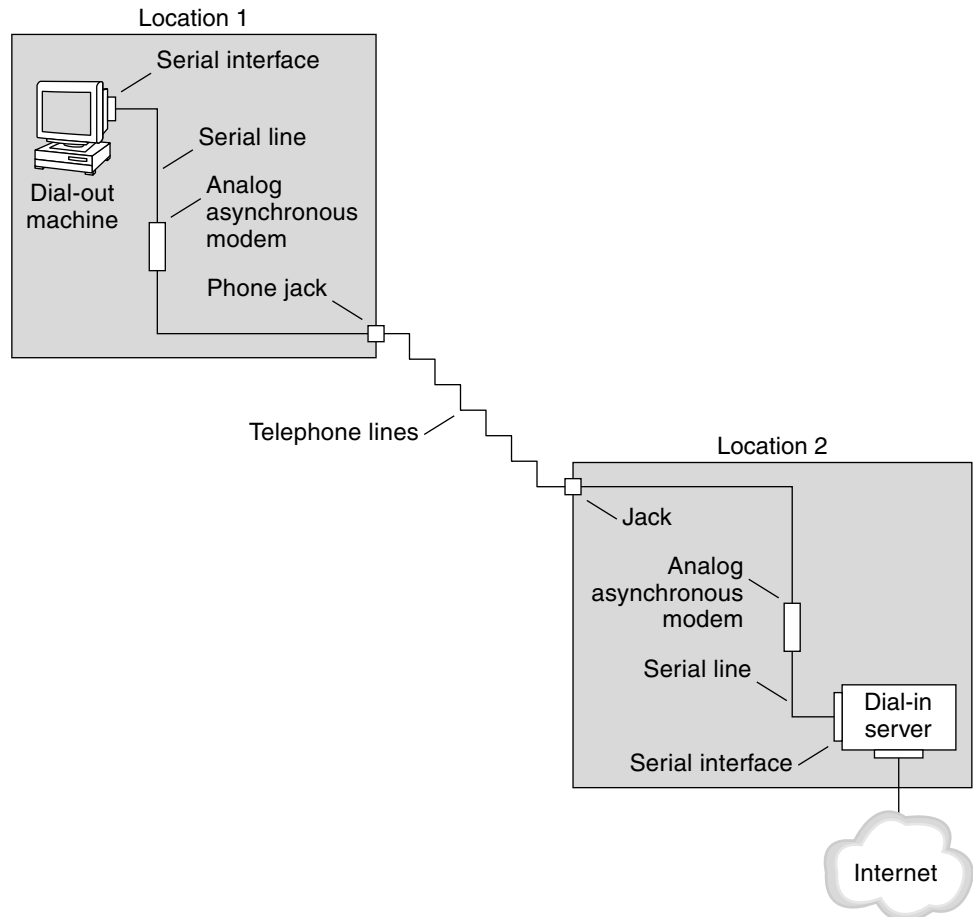 Location 1
Serial interface
Serial line
Dial-out
machine
Analog
asynchronous
modem
Phone jack
Telephone lines
Location 2
Jack
Analog
asynchronous
modem
Serial line
Dial-in
server
Serial interface
Internet